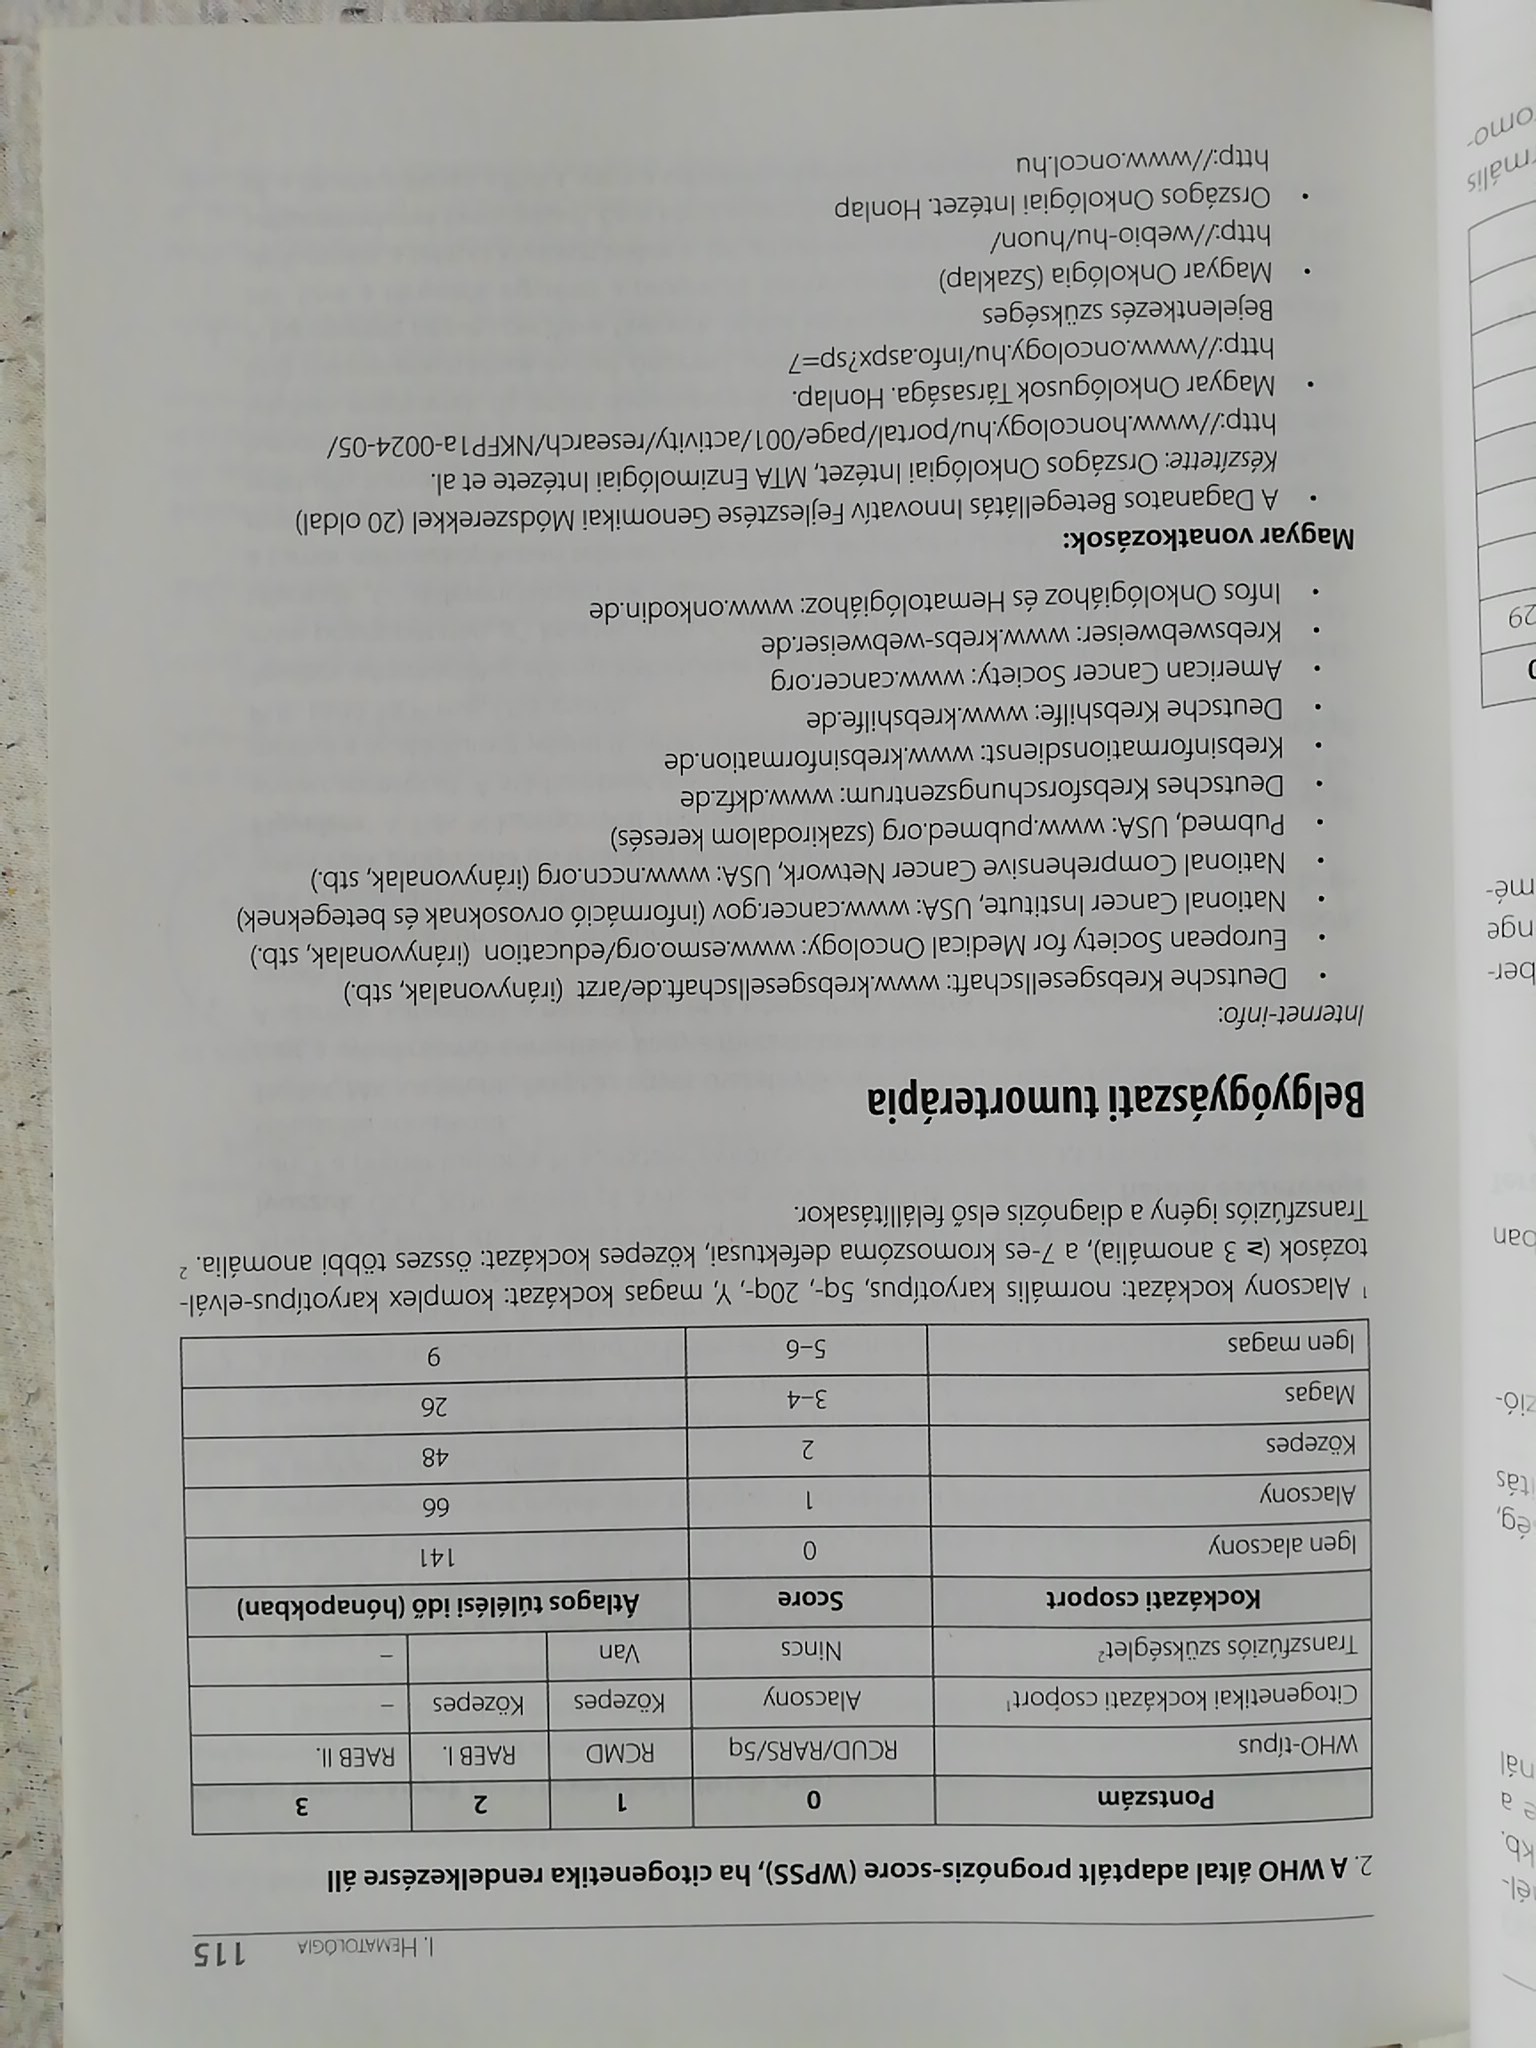 I. HEMATOLÓGIA 115
2. A WHO által adaptált prognózis-score (WPSS), ha citogenetika rendelkezésre áll
Pontszám 0 1 2 3
WHO-típus RCUD/RARS/5q RCMD RAEB I. RAEB II.
Citogenetikai kockázati csoport¹ Alacsony Közepes Közepes –
Transzfúziós szükséglet² Nincs Van –
Kockázati csoport Score Átlagos túlélési idő (hónapokban)
Igen alacsony 0 141
Alacsony 1 66
Közepes 2 48
Magas 3–4 26
Igen magas 5–6 9
¹ Alacsony kockázat: normális karyotípus, 5q-, 20q-, Y, magas kockázat: komplex karyotípus-elvál-
tozások (≥ 3 anomália), a 7-es kromoszóma defektusai, közepes kockázat: összes többi anomália. ²
Transzfúziós igény a diagnózis első felállításakor.
Belgyógyászati tumorterápia
Internet-info:
• Deutsche Krebsgesellschaft: www.krebsgesellschaft.de/arzt (irányvonalak, stb.)
• European Society for Medical Oncology: www.esmo.org/education (irányvonalak, stb.)
• National Cancer Institute, USA: www.cancer.gov (információ orvosoknak és betegeknek)
• National Comprehensive Cancer Network, USA: www.nccn.org (irányvonalak, stb.)
• Pubmed, USA: www.pubmed.org (szakirodalom keresés)
• Deutsches Krebsforschungszentrum: www.dkfz.de
• Krebsinformationsdienst: www.krebsinformation.de
• Deutsche Krebshilfe: www.krebshilfe.de
• American Cancer Society: www.cancer.org
• Krebswebweiser: www.krebs-webweiser.de
• Infos Onkológiához és Hematológiához: www.onkodin.de
Magyar vonatkozások:
• A Daganatos Betegellátás Innovatív Fejlesztése Genomikai Módszerekkel (20 oldal)
Készítette: Országos Onkológiai Intézet, MTA Enzimológiai Intézete et al.
http://www.honcology.hu/portal/page/001/activity/research/NKFP1a-0024-05/
• Magyar Onkológusok Társasága. Honlap.
http://www.oncology.hu/info.aspx?sp=7
Bejelentkezés szükséges
• Magyar Onkológia (Szaklap)
http://webio-hu/huon/
• Országos Onkológiai Intézet. Honlap
http://www.oncol.hu